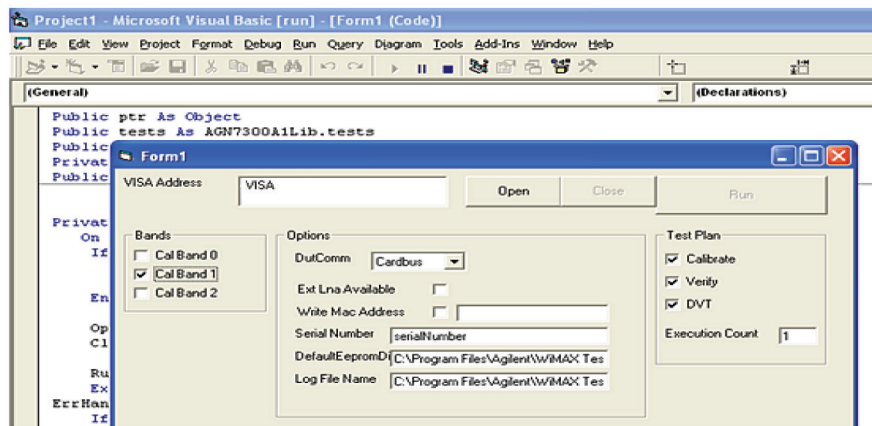 Project1 - Microsoft Visual Basic [run] - [Form1 (Code)]
File Edit View Project Format Debug Run Query Diagram Tools Add-Ins Window Help
(General) (Declarations)
Public ptr As Object
Public tests As AGN7300A1Lib.tests
Public
Privat
Public
Privat
On
If
En
Op
Cl
Ru
Ex
ErrHan
If
Form1
VISA Address VISA Open Close Run
Bands
Cal Band 0
Cal Band 1
Cal Band 2
Options
DutComm Cardbus
Ext Lna Available
Write Mac Address
Serial Number serialNumber
DefaultEepromDi C:\Program Files\Agilent\WiMAX Tes
Log File Name C:\Program Files\Agilent\WiMAX Tes
Test Plan
Calibrate
Verify
DVT
Execution Count 1